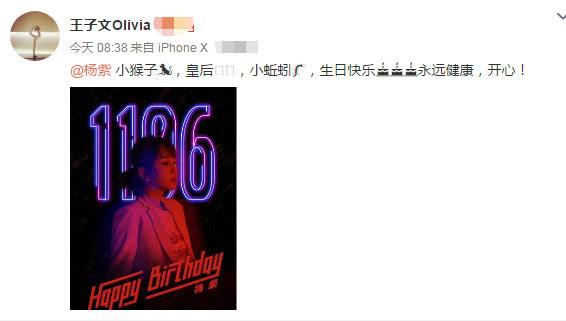 王子文Olivia
今天 08:38 来自 iPhone X
@杨紫 小猴子🐒，皇后，小蚯蚓，生日快乐🎂🎂🎂永远健康，开心！
1106
Happy Birthday
杨紫